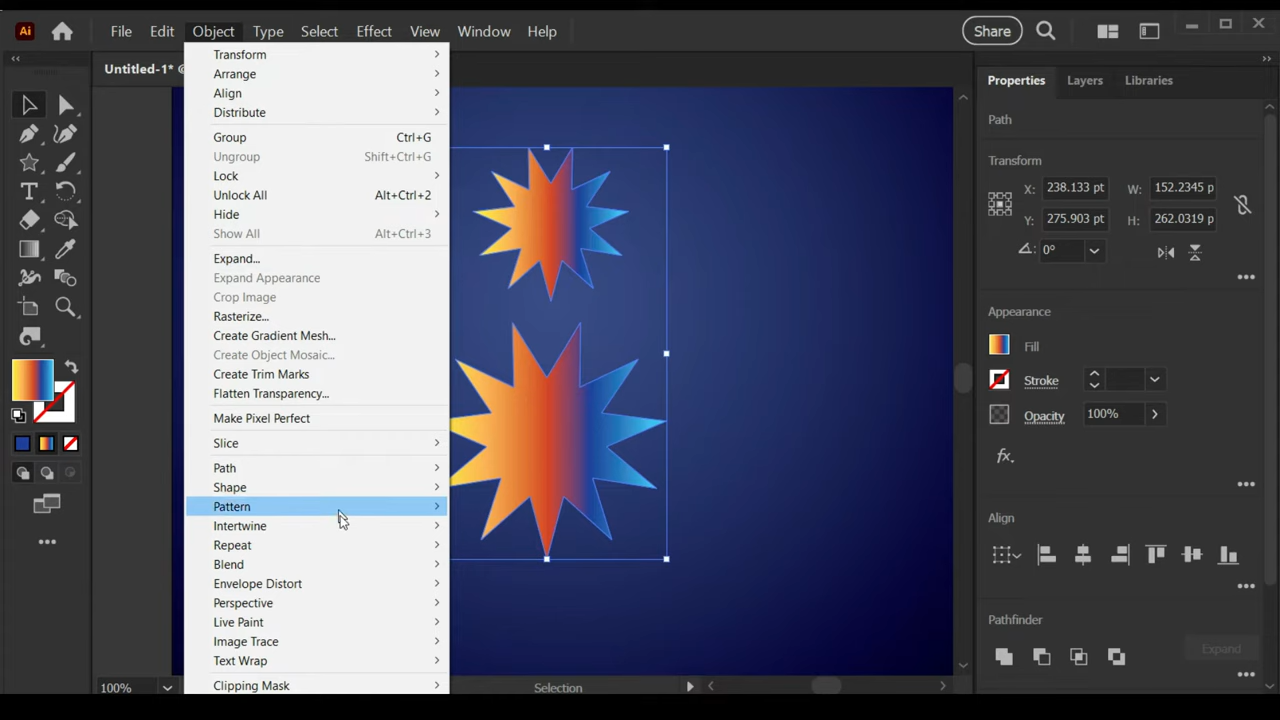 Ai File Edit Object Type Select Effect View Window Help Share
Untitled-1* @
Transform
Arrange
Align
Distribute
Group Ctrl+G
Ungroup Shift+Ctrl+G
Lock
Unlock All Alt+Ctrl+2
Hide
Show All Alt+Ctrl+3
Expand...
Expand Appearance
Crop Image
Rasterize...
Create Gradient Mesh...
Create Object Mosaic...
Create Trim Marks
Flatten Transparency...
Make Pixel Perfect
Slice
Path
Shape
Pattern
Intertwine
Repeat
Blend
Envelope Distort
Perspective
Live Paint
Image Trace
Text Wrap
Clipping Mask
100%
Selection
Properties Layers Libraries
Path
Transform
X: 238.133 pt W: 152.2345 p
Y: 275.903 pt H: 262.0319 p
0°
Appearance
Fill
Stroke
Opacity 100%
fx.
Align
Pathfinder
Expand